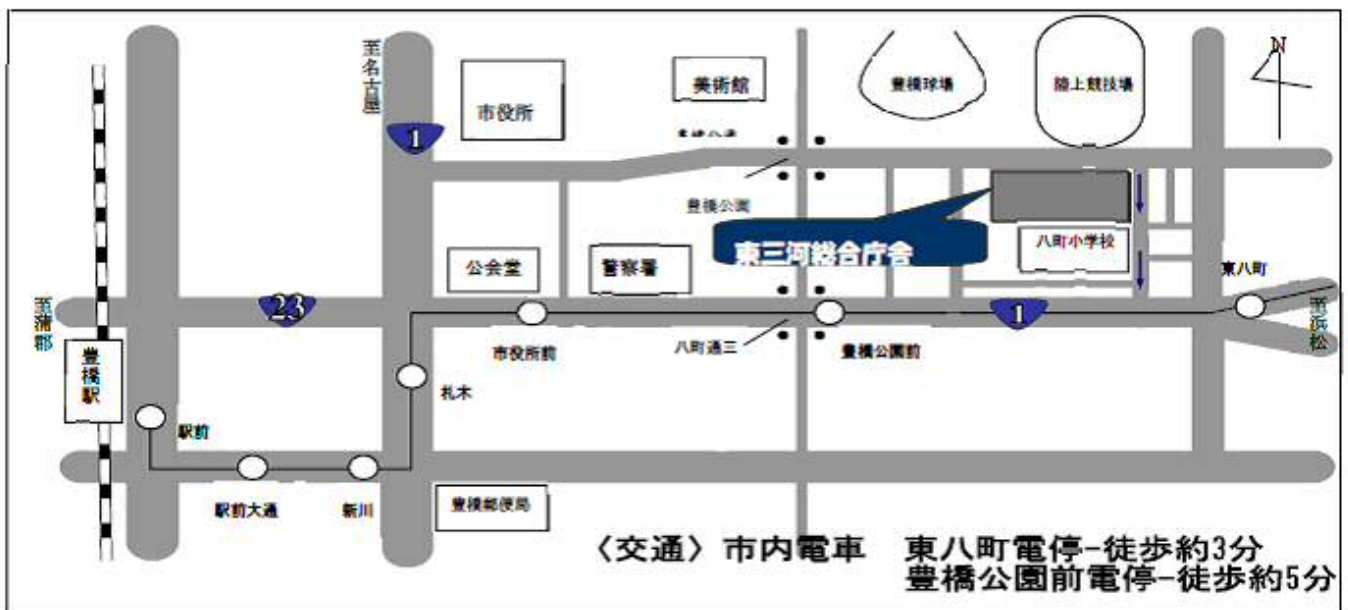 至名古屋
N
市役所
美術館
豊橋球場
陸上競技場
1
豊橋公園
東三河総合庁舎
八町小学校
公会堂
警察署
東八町
至蒲郡
23
1
至浜松
豊橋駅
市役所前
八町通三
豊橋公園前
札木
駅前
駅前大通
新川
豊橋郵便局
〈交通〉市内電車 東八町電停-徒歩約3分
豊橋公園前電停-徒歩約5分